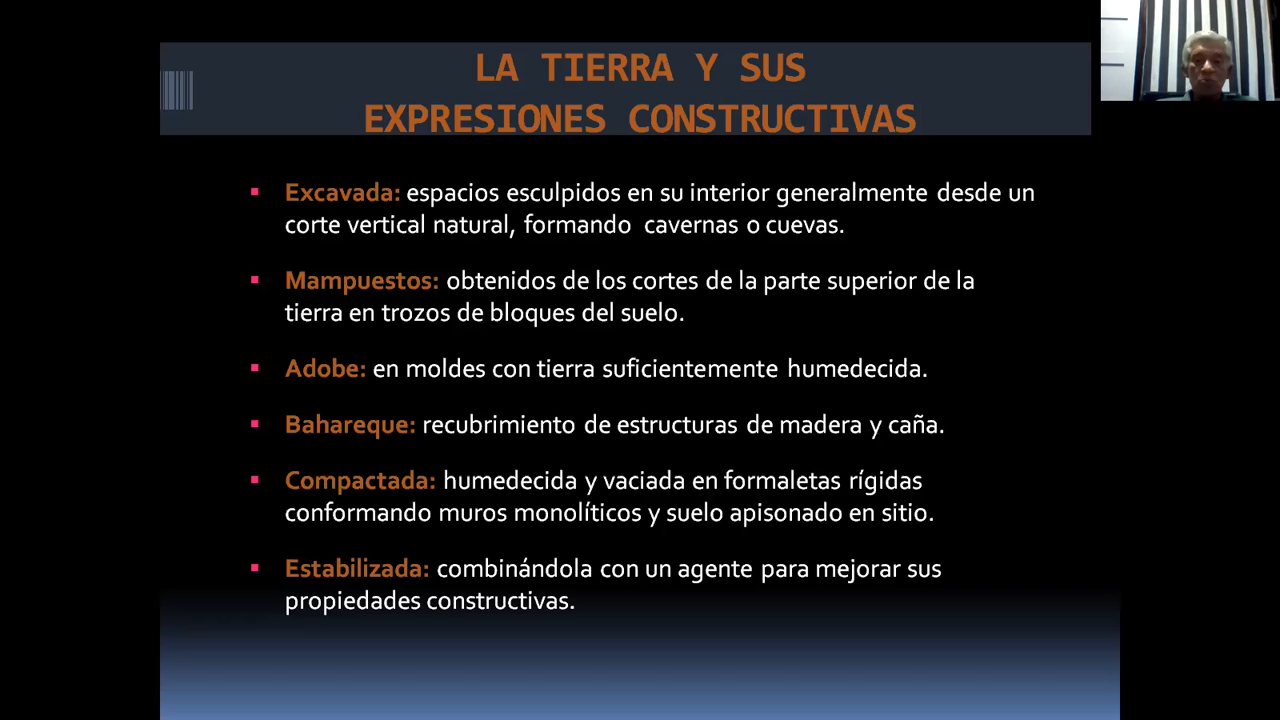 LA TIERRA Y SUS
EXPRESIONES CONSTRUCTIVAS
Excavada: espacios esculpidos en su interior generalmente desde un
corte vertical natural, formando cavernas o cuevas.
Mampuestos: obtenidos de los cortes de la parte superior de la
tierra en trozos de bloques del suelo.
Adobe: en moldes con tierra suficientemente humedecida.
Bahareque: recubrimiento de estructuras de madera y caña.
Compactada: humedecida y vaciada en formaletas rígidas
conformando muros monolíticos y suelo apisonado en sitio.
Estabilizada: combinándola con un agente para mejorar sus
propiedades constructivas.